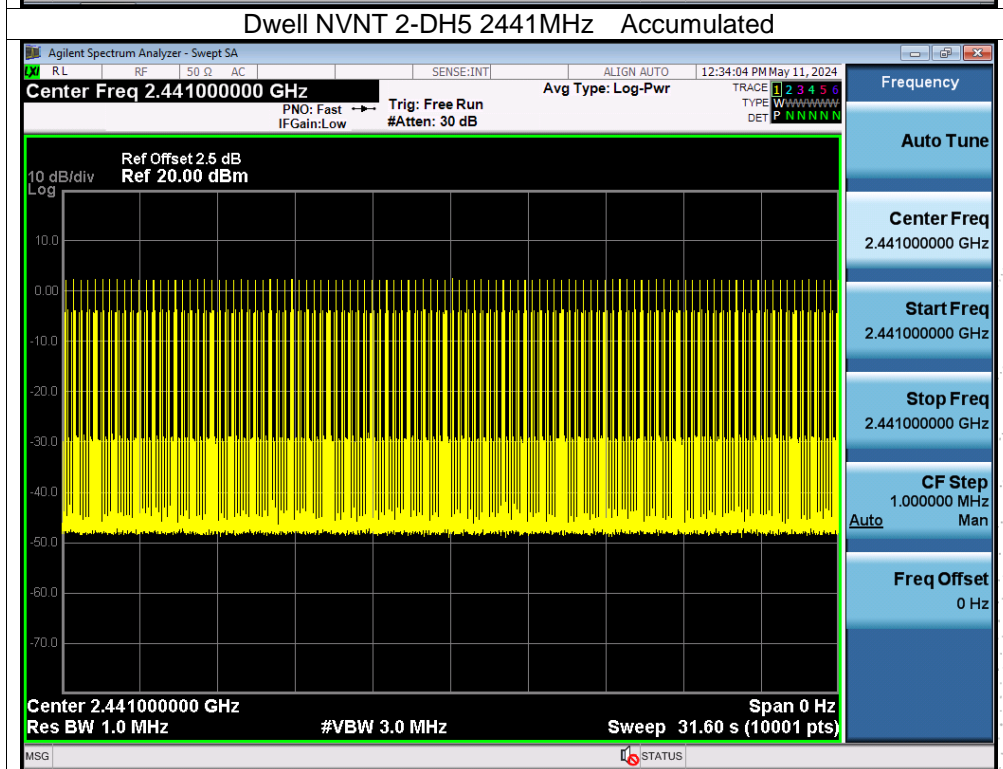 Dwell NVNT 2-DH5 2441MHz Accumulated
Agilent Spectrum Analyzer - Swept SA
LXI RL RF 50 Ω AC SENSE:INT ALIGN AUTO 12:34:04 PM May 11, 2024
Center Freq 2.441000000 GHz
PNO: Fast
IFGain:Low
Trig: Free Run
#Atten: 30 dB
Avg Type: Log-Pwr
TRACE 1 2 3 4 5 6
TYPE WWWWWWW
DET P N N N N N
Frequency
Ref Offset 2.5 dB
10 dB/div Ref 20.00 dBm
Log
10.0
0.00
-10.0
-20.0
-30.0
-40.0
-50.0
-60.0
-70.0
Center 2.441000000 GHz Span 0 Hz
Res BW 1.0 MHz #VBW 3.0 MHz Sweep 31.60 s (10001 pts)
Auto Tune
Center Freq
2.441000000 GHz
Start Freq
2.441000000 GHz
Stop Freq
2.441000000 GHz
CF Step
1.000000 MHz
Auto Man
Freq Offset
0 Hz
MSG STATUS